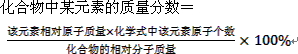 化合物中某元素的质量分数＝
该元素相对原子质量×化学式中该元素原子个数
化合物的相对分子质量
×100%